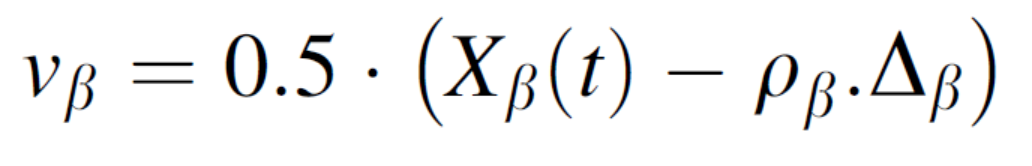 v_β = 0.5 · (X_β(t) − ρ_β.Δ_β)